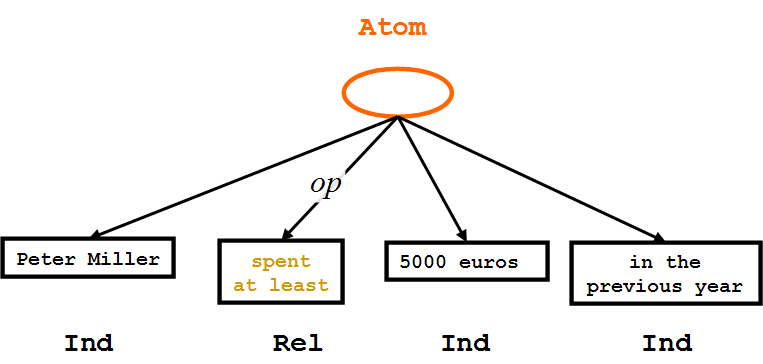 Atom
op
Peter Miller
spent
at least
5000 euros
in the
previous year
Ind
Rel
Ind
Ind